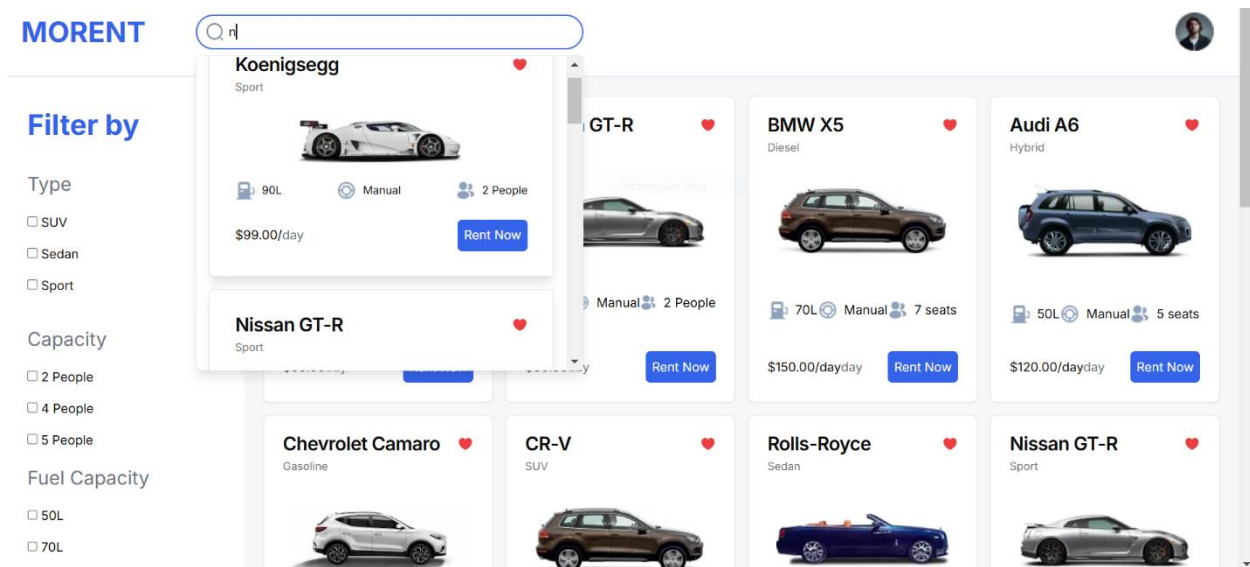 MORENT
n
Filter by
Type
SUV
Sedan
Sport
Capacity
2 People
4 People
5 People
Fuel Capacity
50L
70L
Koenigsegg
Sport
90L Manual 2 People
$99.00/day Rent Now
Nissan GT-R
Sport
GT-R
Manual 2 People
Rent Now
BMW X5
Diesel
70L Manual 7 seats
$150.00/dayday Rent Now
Audi A6
Hybrid
50L Manual 5 seats
$120.00/dayday Rent Now
Chevrolet Camaro
Gasoline
CR-V
SUV
Rolls-Royce
Sedan
Nissan GT-R
Sport